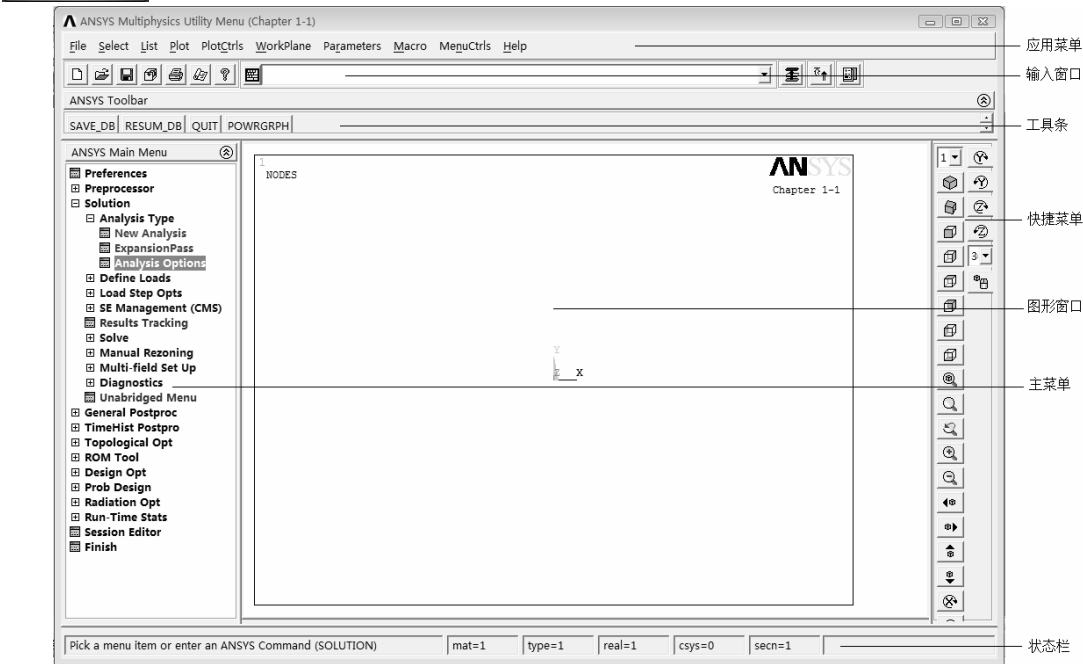 ANSYS Multiphysics Utility Menu (Chapter 1-1)
File Select List Plot PlotCtrls WorkPlane Parameters Macro MenuCtrls Help
应用菜单
输入窗口
ANSYS Toolbar
SAVE_DB RESUM_DB QUIT POWRGRPH
工具条
ANSYS Main Menu
Preferences
Preprocessor
Solution
Analysis Type
New Analysis
ExpansionPass
Analysis Options
Define Loads
Load Step Opts
SE Management (CMS)
Results Tracking
Solve
Manual Rezoning
Multi-field Set Up
Diagnostics
Unabridged Menu
General Postproc
TimeHist Postpro
Topological Opt
ROM Tool
Design Opt
Prob Design
Radiation Opt
Run-Time Stats
Session Editor
Finish
1
NODES
ANSYS
Chapter 1-1
Y
Z X
1
3
快捷菜单
图形窗口
主菜单
Pick a menu item or enter an ANSYS Command (SOLUTION)
mat=1
type=1
real=1
csys=0
secn=1
状态栏